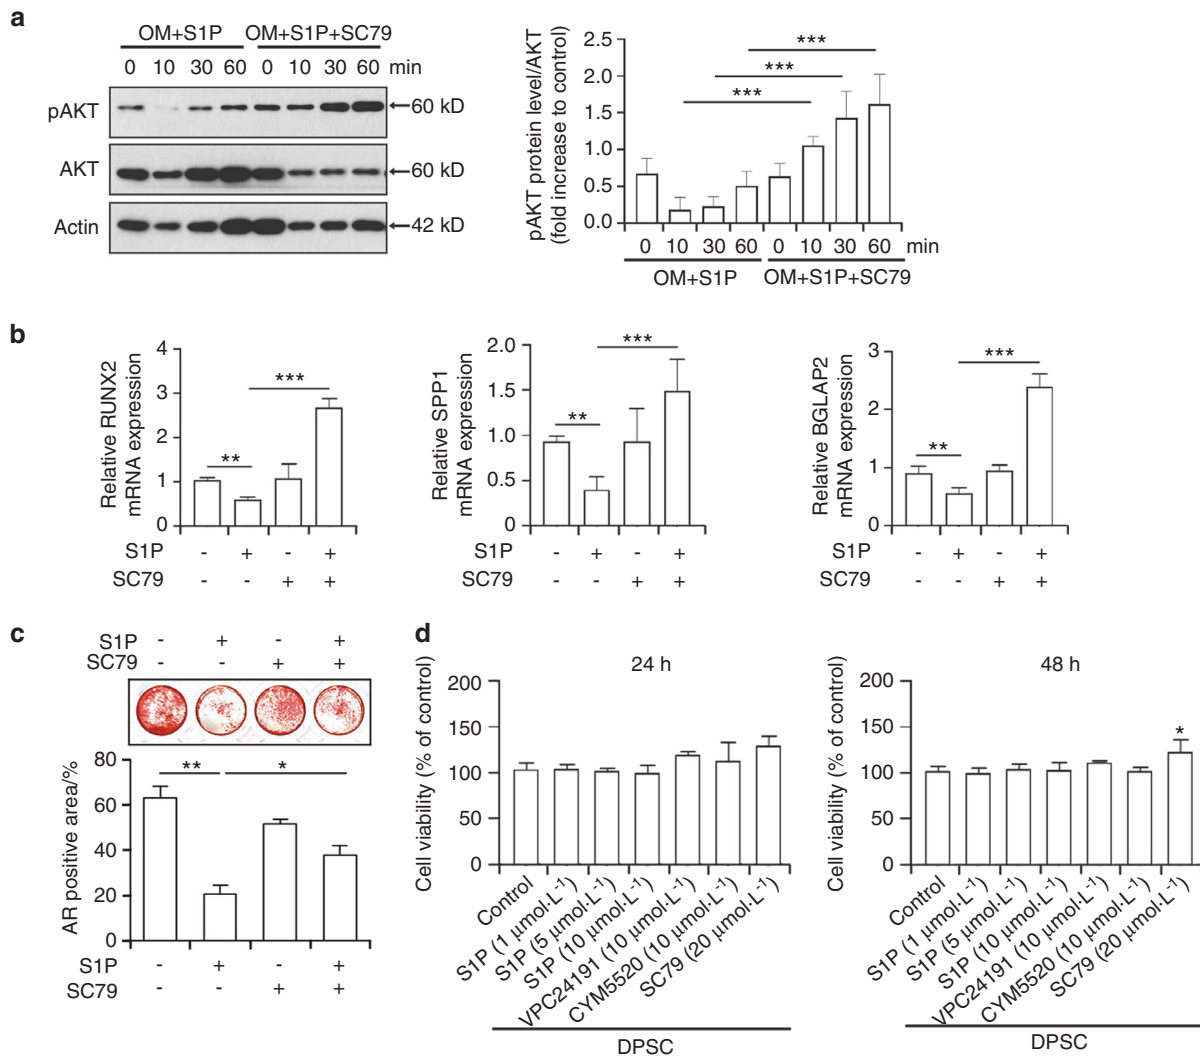 a
OM+S1P OM+S1P+SC79
0 10 30 60 0 10 30 60 min
pAKT 60 kD
AKT 60 kD
Actin 42 kD
pAKT protein level/AKT
(fold increase to control)
2.5
2.0
1.5
1.0
0.5
0.0
*** 
***
***
0 10 30 60 0 10 30 60 min
OM+S1P OM+S1P+SC79
b
Relative RUNX2
mRNA expression
4
3
2
1
0
**
***
S1P - + - +
SC79 - - + +
Relative SPP1
mRNA expression
2.0
1.5
1.0
0.5
0
**
***
- + - +
- - + +
Relative BGLAP2
mRNA expression
3
2
1
0
**
***
S1P - + - +
SC79 - - + +
c
S1P - + - +
SC79 - - + +
AR positive area/%
80
60
40
20
0
**
*
S1P - + - +
SC79 - - + +
d
24 h
Cell viability (% of control)
200
150
100
50
0
Control
S1P (1 µmol·L-1)
S1P (5 µmol·L-1)
S1P (10 µmol·L-1)
VPC24191 (10 µmol·L-1)
CYM5520 (10 µmol·L-1)
SC79 (20 µmol·L-1)
DPSC
48 h
Cell viability (% of control)
200
150
100
50
0
*
Control
S1P (1 µmol·L-1)
S1P (5 µmol·L-1)
S1P (10 µmol·L-1)
VPC24191 (10 µmol·L-1)
CYM5520 (10 µmol·L-1)
SC79 (20 µmol·L-1)
DPSC